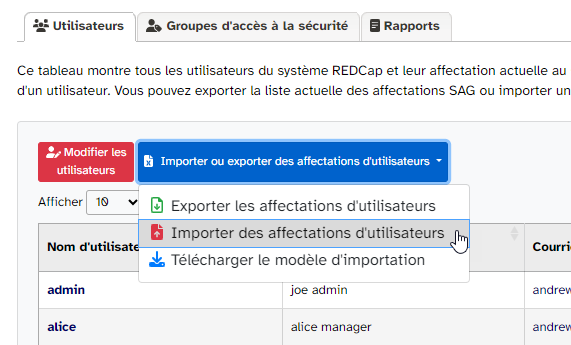 Utilisateurs
Groupes d'accès à la sécurité
Rapports
Ce tableau montre tous les utilisateurs du système REDCap et leur affectation actuelle au
d'un utilisateur. Vous pouvez exporter la liste actuelle des affectations SAG ou importer un
Modifier les
utilisateurs
Importer ou exporter des affectations d'utilisateurs
Afficher 10
Exporter les affectations d'utilisateurs
Importer des affectations d'utilisateurs
Télécharger le modèle d'importation
Nom d'utilisate
Courri
admin joe admin andrew
alice alice manager andrew